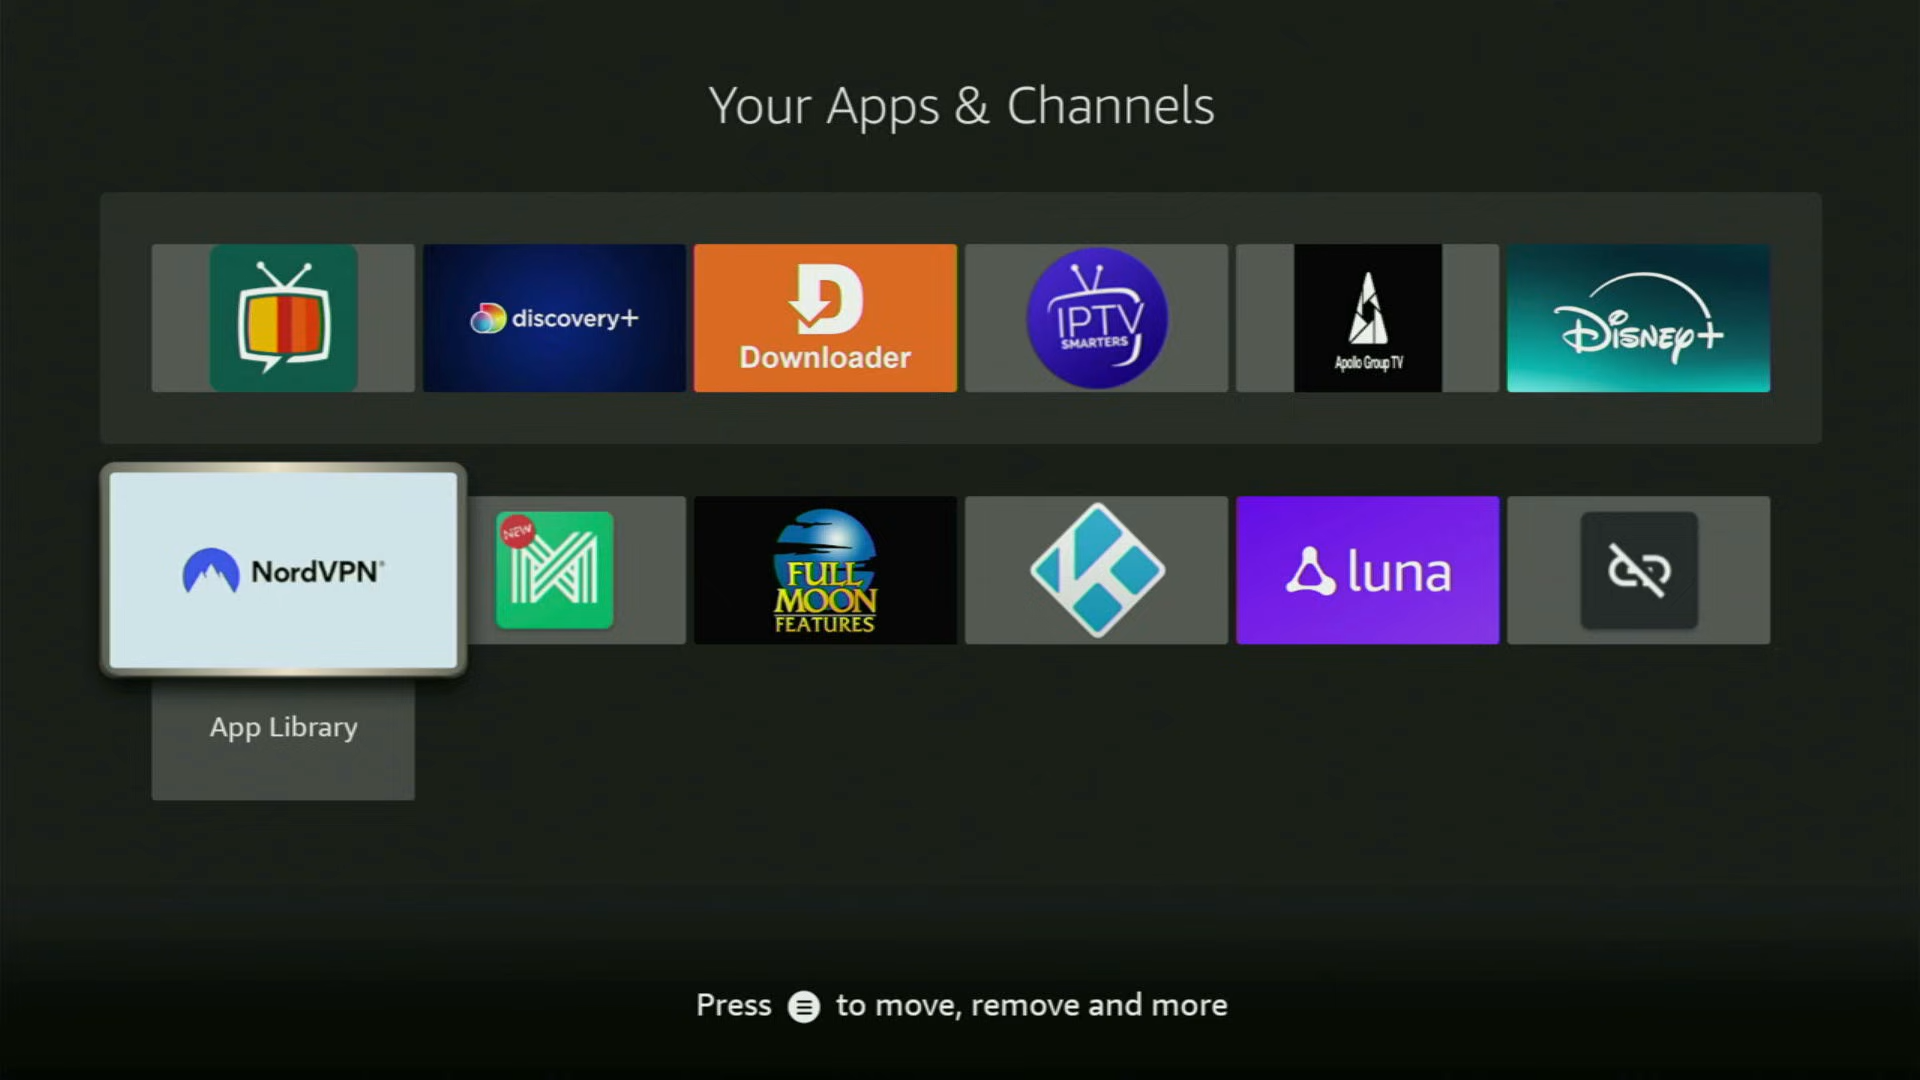 Your Apps & Channels
discovery+
Downloader
IPTV
SMARTERS
Apollo Group TV
Disney+
NordVPN®
NEW
FULL
MOON
FEATURES
luna
App Library
Press to move, remove and more